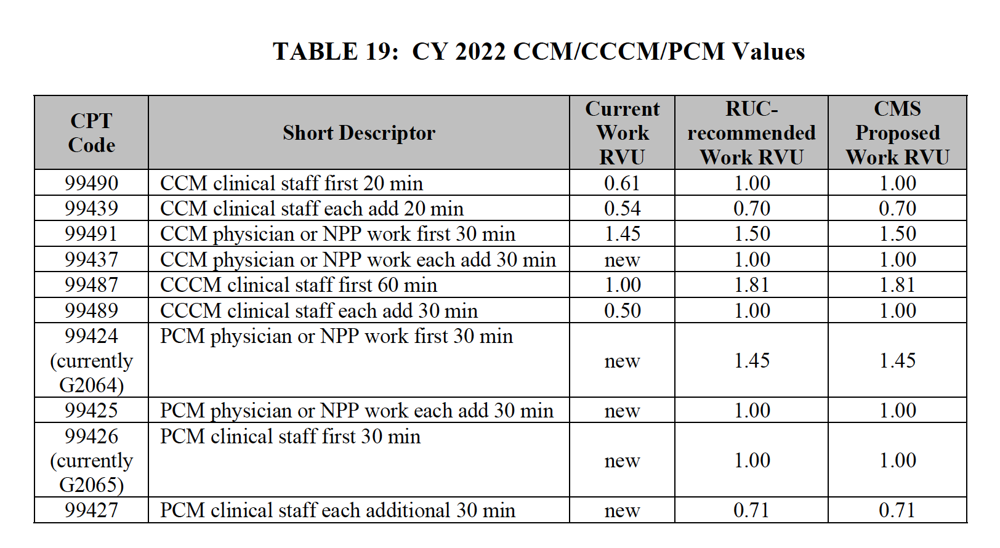 TABLE 19: CY 2022 CCM/CCCM/PCM Values
CPT Code Short Descriptor Current Work RVU RUC-recommended Work RVU CMS Proposed Work RVU
99490 CCM clinical staff first 20 min 0.61 1.00 1.00
99439 CCM clinical staff each add 20 min 0.54 0.70 0.70
99491 CCM physician or NPP work first 30 min 1.45 1.50 1.50
99437 CCM physician or NPP work each add 30 min new 1.00 1.00
99487 CCCM clinical staff first 60 min 1.00 1.81 1.81
99489 CCCM clinical staff each add 30 min 0.50 1.00 1.00
99424 (currently G2064) PCM physician or NPP work first 30 min new 1.45 1.45
99425 PCM physician or NPP work each add 30 min new 1.00 1.00
99426 (currently G2065) PCM clinical staff first 30 min new 1.00 1.00
99427 PCM clinical staff each additional 30 min new 0.71 0.71